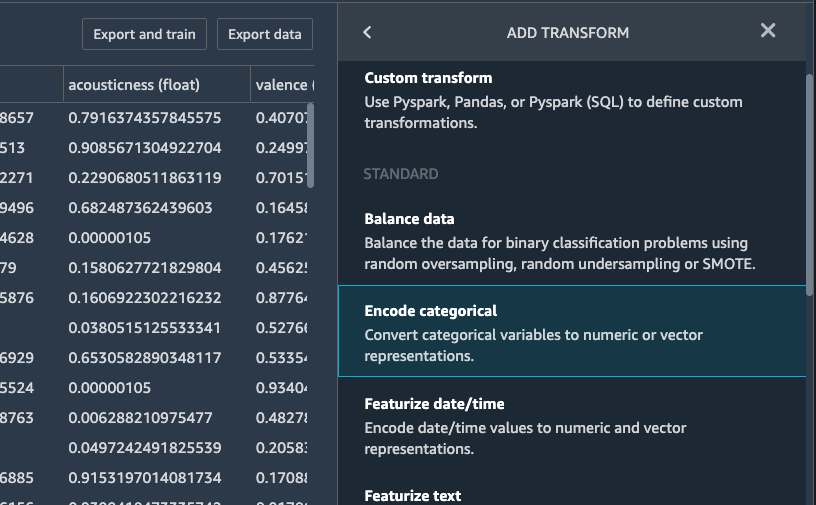 Export and train Export data
acousticness (float) valence (
8657 0.7916374357845575 0.4070
513 0.9085671304922704 0.2499
2271 0.2290680511863119 0.7015
9496 0.682487362439603 0.1645
4628 0.00000105 0.1762
79 0.1580627721829804 0.4562
5876 0.1606922302216232 0.8776
0.0380515125533341 0.5276
6929 0.6530582890348117 0.5335
5524 0.00000105 0.9340
8763 0.006288210975477 0.4827
0.0497242491825539 0.2058
6885 0.9153197014081734 0.1708
ADD TRANSFORM
Custom transform
Use Pyspark, Pandas, or Pyspark (SQL) to define custom
transformations.
STANDARD
Balance data
Balance the data for binary classification problems using
random oversampling, random undersampling or SMOTE.
Encode categorical
Convert categorical variables to numeric or vector
representations.
Featurize date/time
Encode date/time values to numeric and vector
representations.
Featurize text